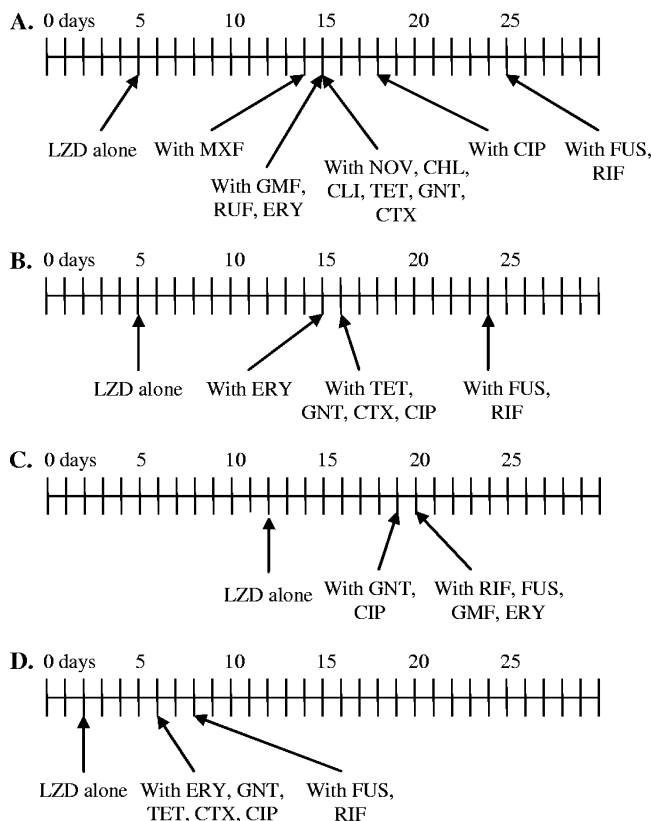 A. 0 days 5 10 15 20 25
LZD alone
With MXF
With GMF,
RUF, ERY
With NOV, CHL,
CLI, TET, GNT,
CTX
With CIP
With FUS,
RIF
B. 0 days 5 10 15 20 25
LZD alone
With ERY
With TET,
GNT, CTX, CIP
With FUS,
RIF
C. 0 days 5 10 15 20 25
LZD alone
With GNT,
CIP
With RIF, FUS,
GMF, ERY
D. 0 days 5 10 15 20 25
LZD alone
With ERY, GNT,
TET, CTX, CIP
With FUS,
RIF